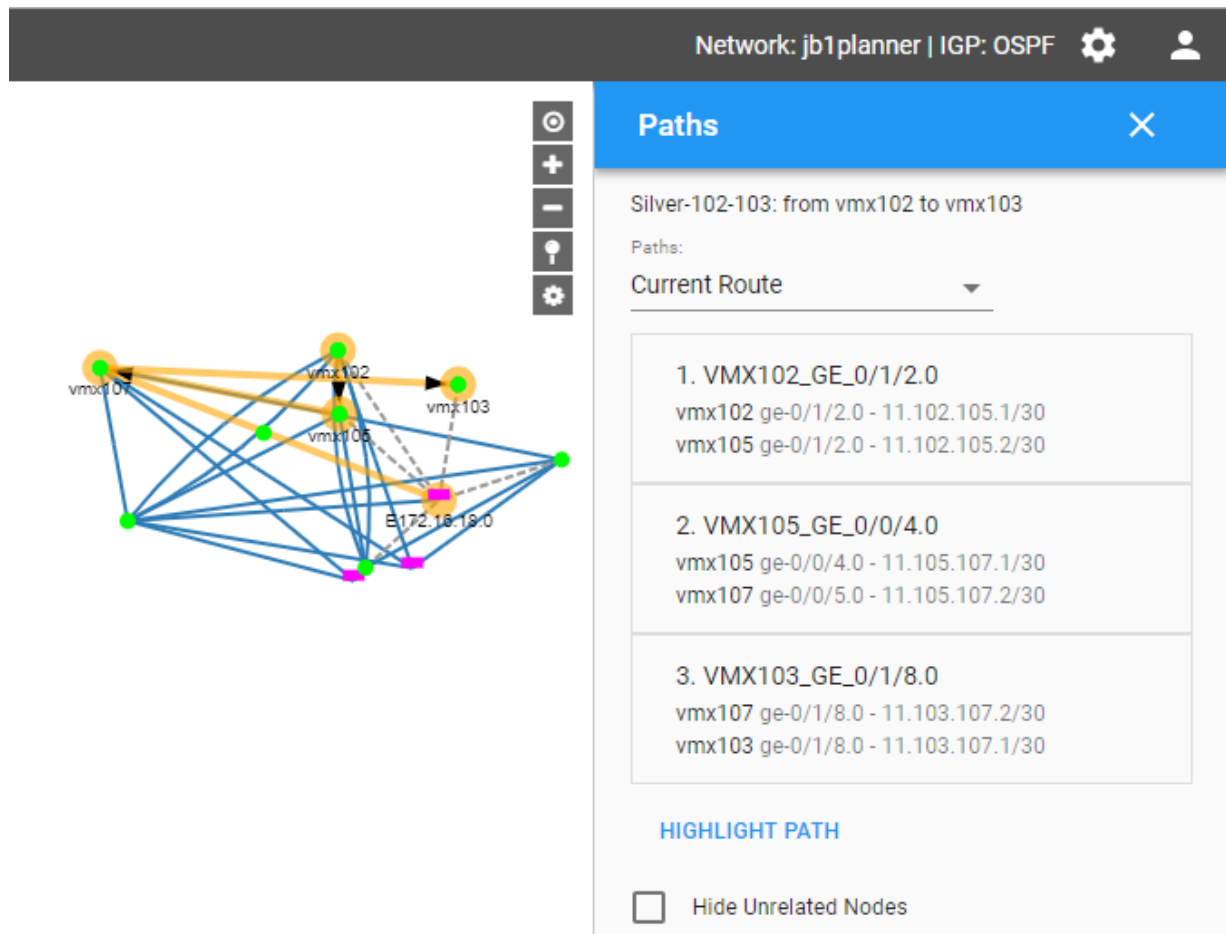 Network: jb1planner | IGP: OSPF
Paths
Silver-102-103: from vmx102 to vmx103
Paths:
Current Route
1. VMX102_GE_0/1/2.0
vmx102 ge-0/1/2.0 - 11.102.105.1/30
vmx105 ge-0/1/2.0 - 11.102.105.2/30
2. VMX105_GE_0/0/4.0
vmx105 ge-0/0/4.0 - 11.105.107.1/30
vmx107 ge-0/0/5.0 - 11.105.107.2/30
3. VMX103_GE_0/1/8.0
vmx107 ge-0/1/8.0 - 11.103.107.2/30
vmx103 ge-0/1/8.0 - 11.103.107.1/30
HIGHLIGHT PATH
Hide Unrelated Nodes
vmx102
vmx107
vmx103
vmx105
E172.16.18.0